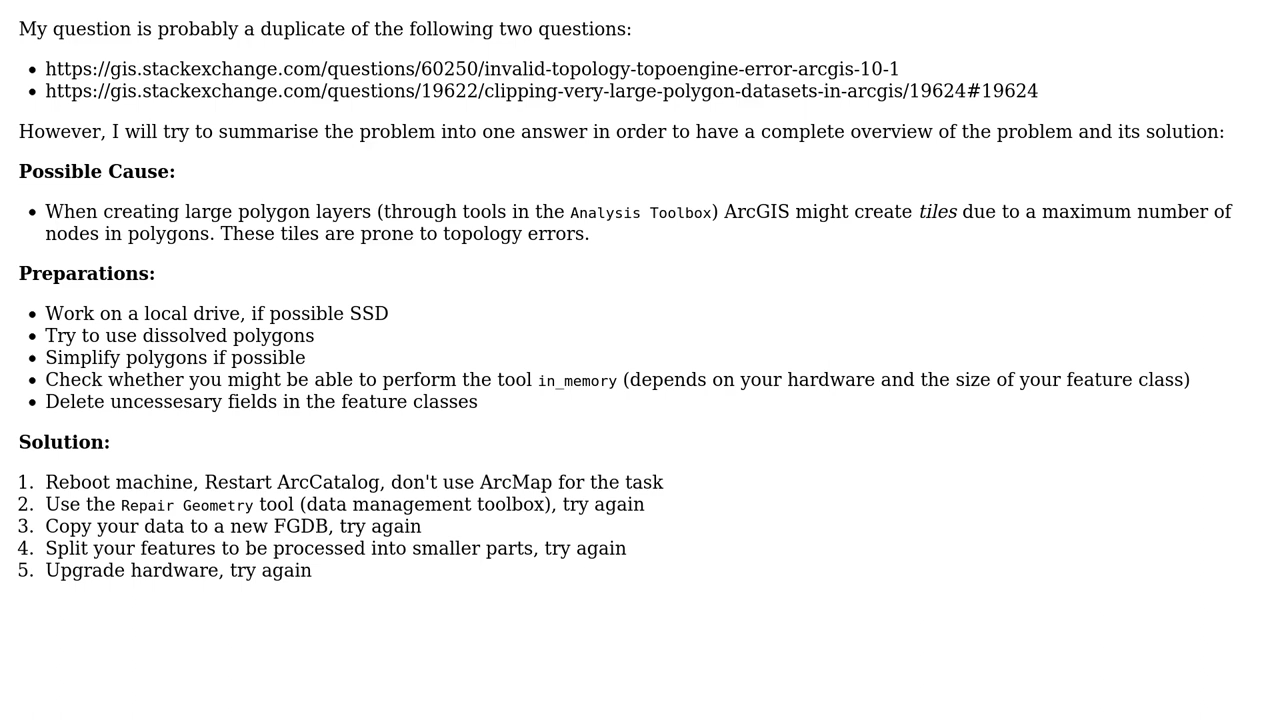 My question is probably a duplicate of the following two questions:
• https://gis.stackexchange.com/questions/60250/invalid-topology-topoengine-error-arcgis-10-1
• https://gis.stackexchange.com/questions/19622/clipping-very-large-polygon-datasets-in-arcgis/19624#19624
However, I will try to summarise the problem into one answer in order to have a complete overview of the problem and its solution:
Possible Cause:
• When creating large polygon layers (through tools in the Analysis Toolbox) ArcGIS might create tiles due to a maximum number of
nodes in polygons. These tiles are prone to topology errors.
Preparations:
• Work on a local drive, if possible SSD
• Try to use dissolved polygons
• Simplify polygons if possible
• Check whether you might be able to perform the tool in_memory (depends on your hardware and the size of your feature class)
• Delete uncessesary fields in the feature classes
Solution:
1. Reboot machine, Restart ArcCatalog, don't use ArcMap for the task
2. Use the Repair Geometry tool (data management toolbox), try again
3. Copy your data to a new FGDB, try again
4. Split your features to be processed into smaller parts, try again
5. Upgrade hardware, try again